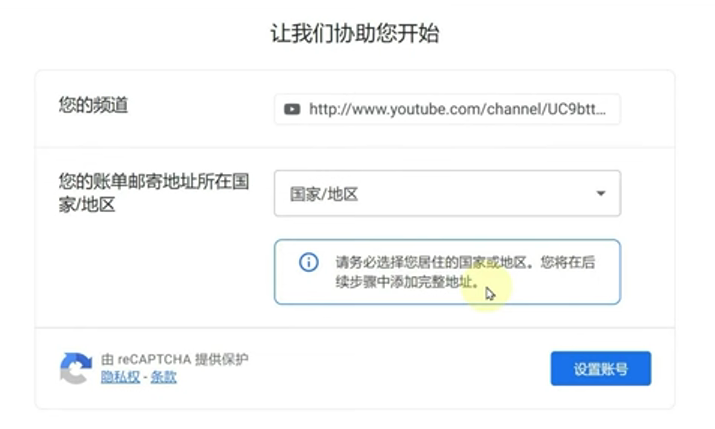 让我们协助您开始
您的频道
http://www.youtube.com/channel/UC9btt...
您的账单邮寄地址所在国
家/地区
国家/地区
请务必选择您居住的国家或地区。您将在后
续步骤中添加完整地址。
由 reCAPTCHA 提供保护
隐私权 - 条款
设置账号